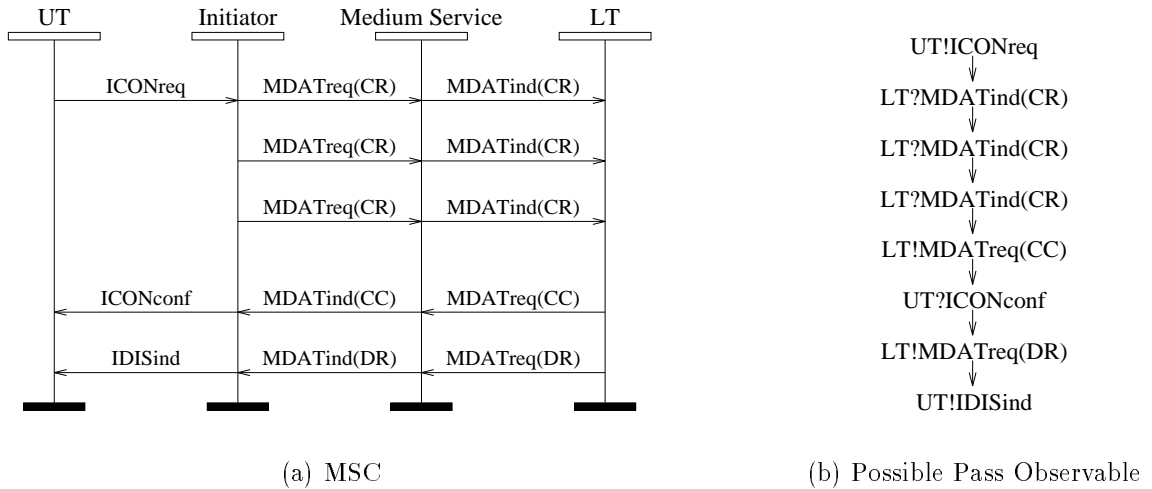 UT Initiator Medium Service LT
ICONreq MDATreq(CR) MDATind(CR)
MDATreq(CR) MDATind(CR)
MDATreq(CR) MDATind(CR)
ICONconf MDATind(CC) MDATreq(CC)
IDISind MDATind(DR) MDATreq(DR)
(a) MSC
UT!ICONreq
LT?MDATind(CR)
LT?MDATind(CR)
LT?MDATind(CR)
LT!MDATreq(CC)
UT?ICONconf
LT!MDATreq(DR)
UT!IDISind
(b) Possible Pass Observable